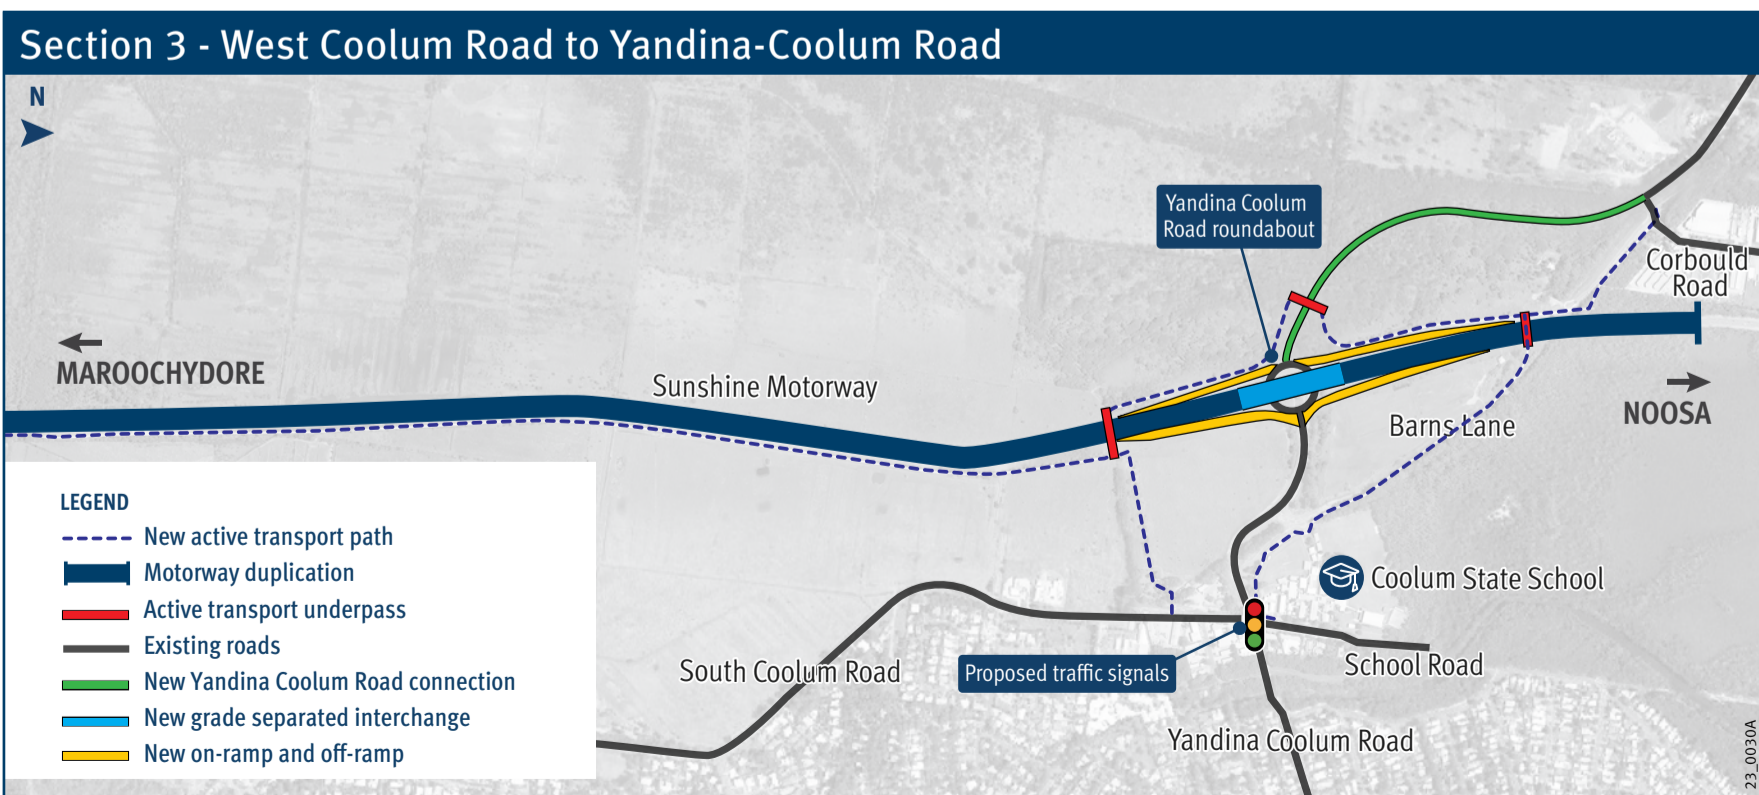 Section 3 - West Coolum Road to Yandina-Coolum Road
N
Yandina Coolum
Road roundabout
Corbould
Road
MAROOCHYDORE
Sunshine Motorway
NOOSA
Barns Lane
LEGEND
New active transport path
Motorway duplication
Active transport underpass
Existing roads
New Yandina Coolum Road connection
New grade separated interchange
New on-ramp and off-ramp
Coolum State School
South Coolum Road
Proposed traffic signals
School Road
Yandina Coolum Road
23_0030A